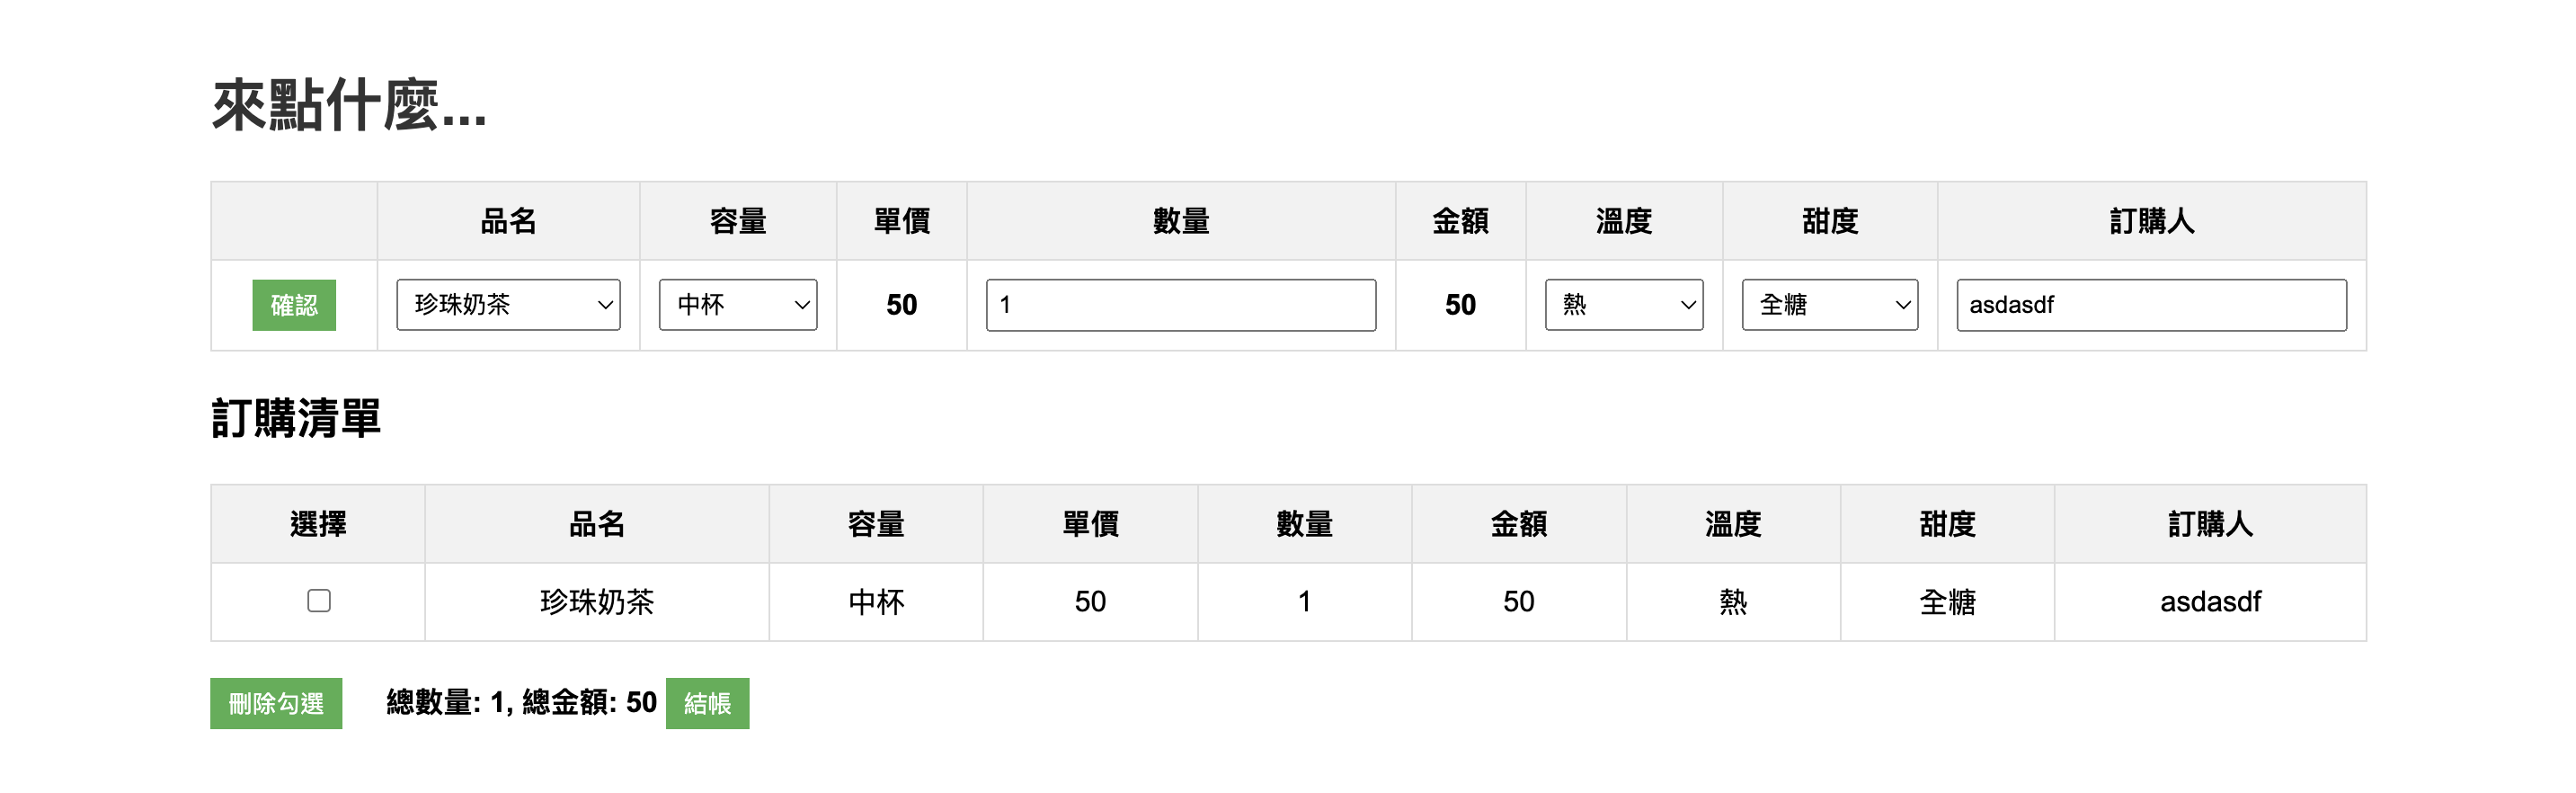 來點什麼...
品名 容量 單價 數量 金額 溫度 甜度 訂購人
確認 珍珠奶茶 中杯 50 1 50 熱 全糖 asdasdf
訂購清單
選擇 品名 容量 單價 數量 金額 溫度 甜度 訂購人
珍珠奶茶 中杯 50 1 50 熱 全糖 asdasdf
刪除勾選 總數量: 1, 總金額: 50 結帳